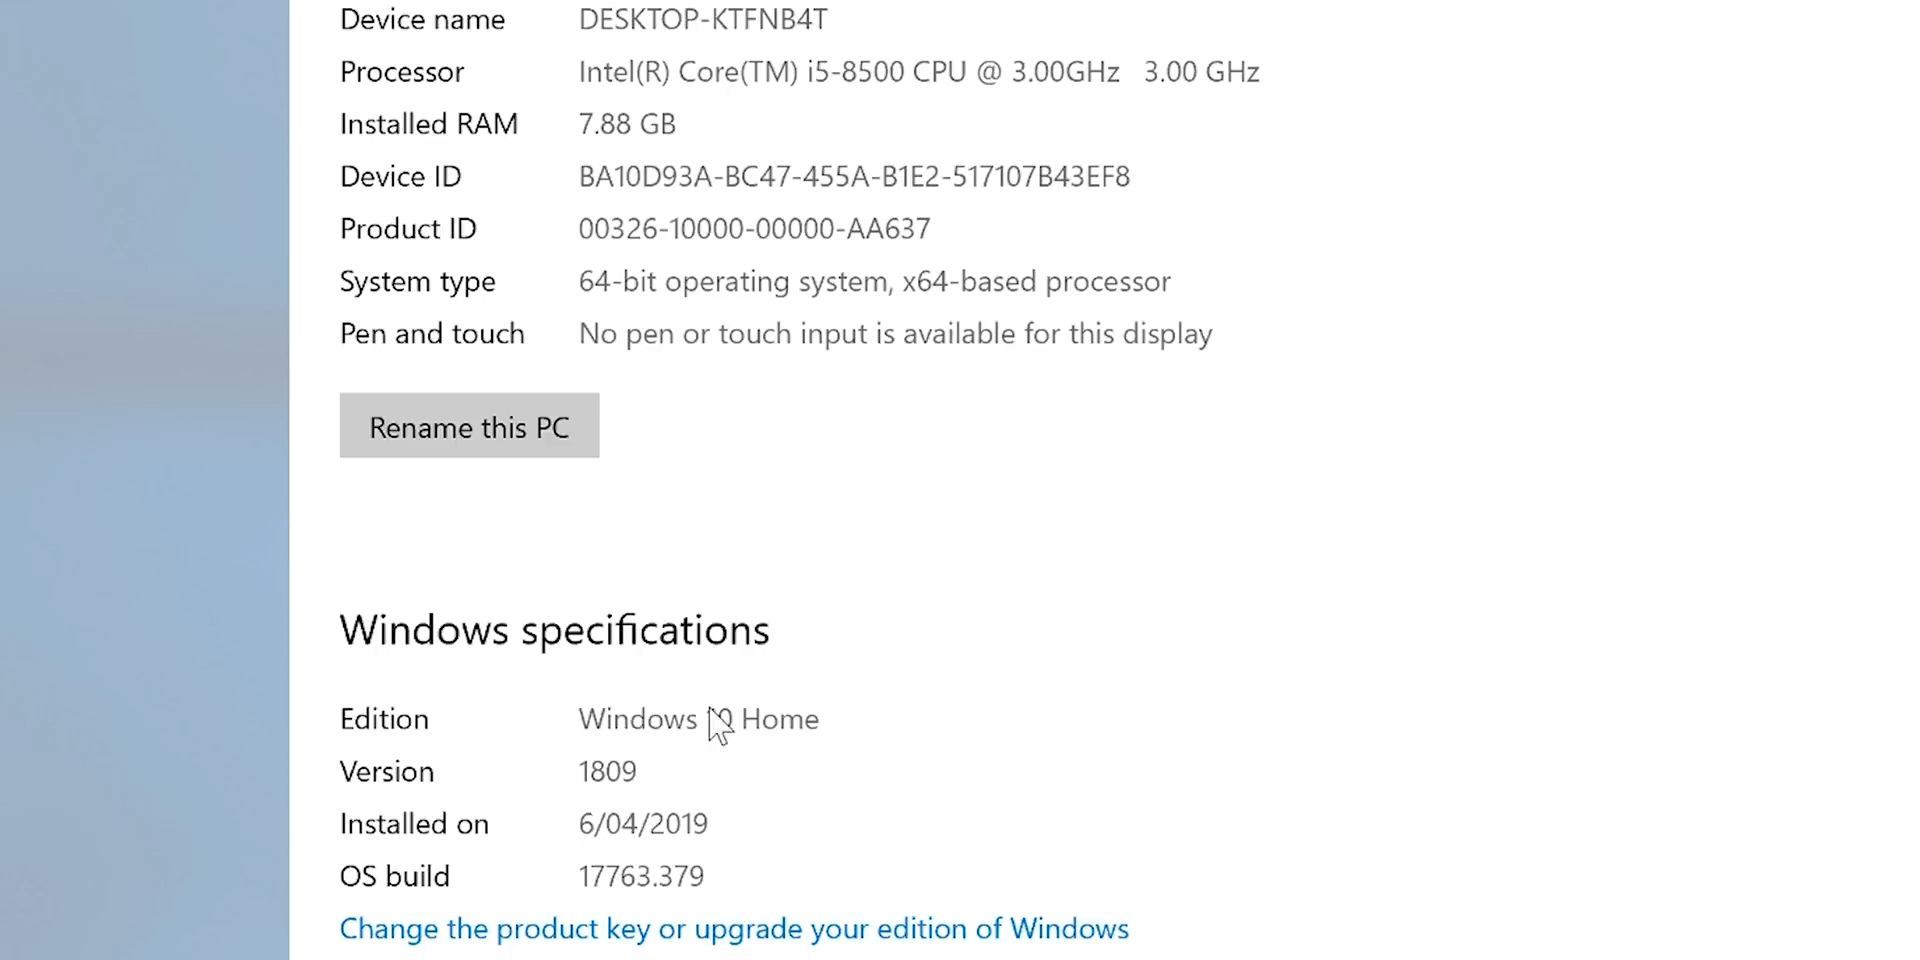 Device name DESKTOP-KTFNB4T
Processor Intel(R) Core(TM) i5-8500 CPU @ 3.00GHz 3.00 GHz
Installed RAM 7.88 GB
Device ID BA10D93A-BC47-455A-B1E2-517107B43EF8
Product ID 00326-10000-00000-AA637
System type 64-bit operating system, x64-based processor
Pen and touch No pen or touch input is available for this display
Rename this PC
Windows specifications
Edition Windows 10 Home
Version 1809
Installed on 6/04/2019
OS build 17763.379
Change the product key or upgrade your edition of Windows